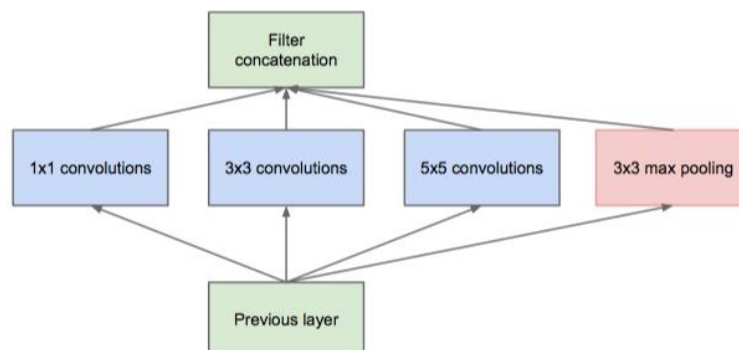 Filter
concatenation
1x1 convolutions
3x3 convolutions
5x5 convolutions
3x3 max pooling
Previous layer